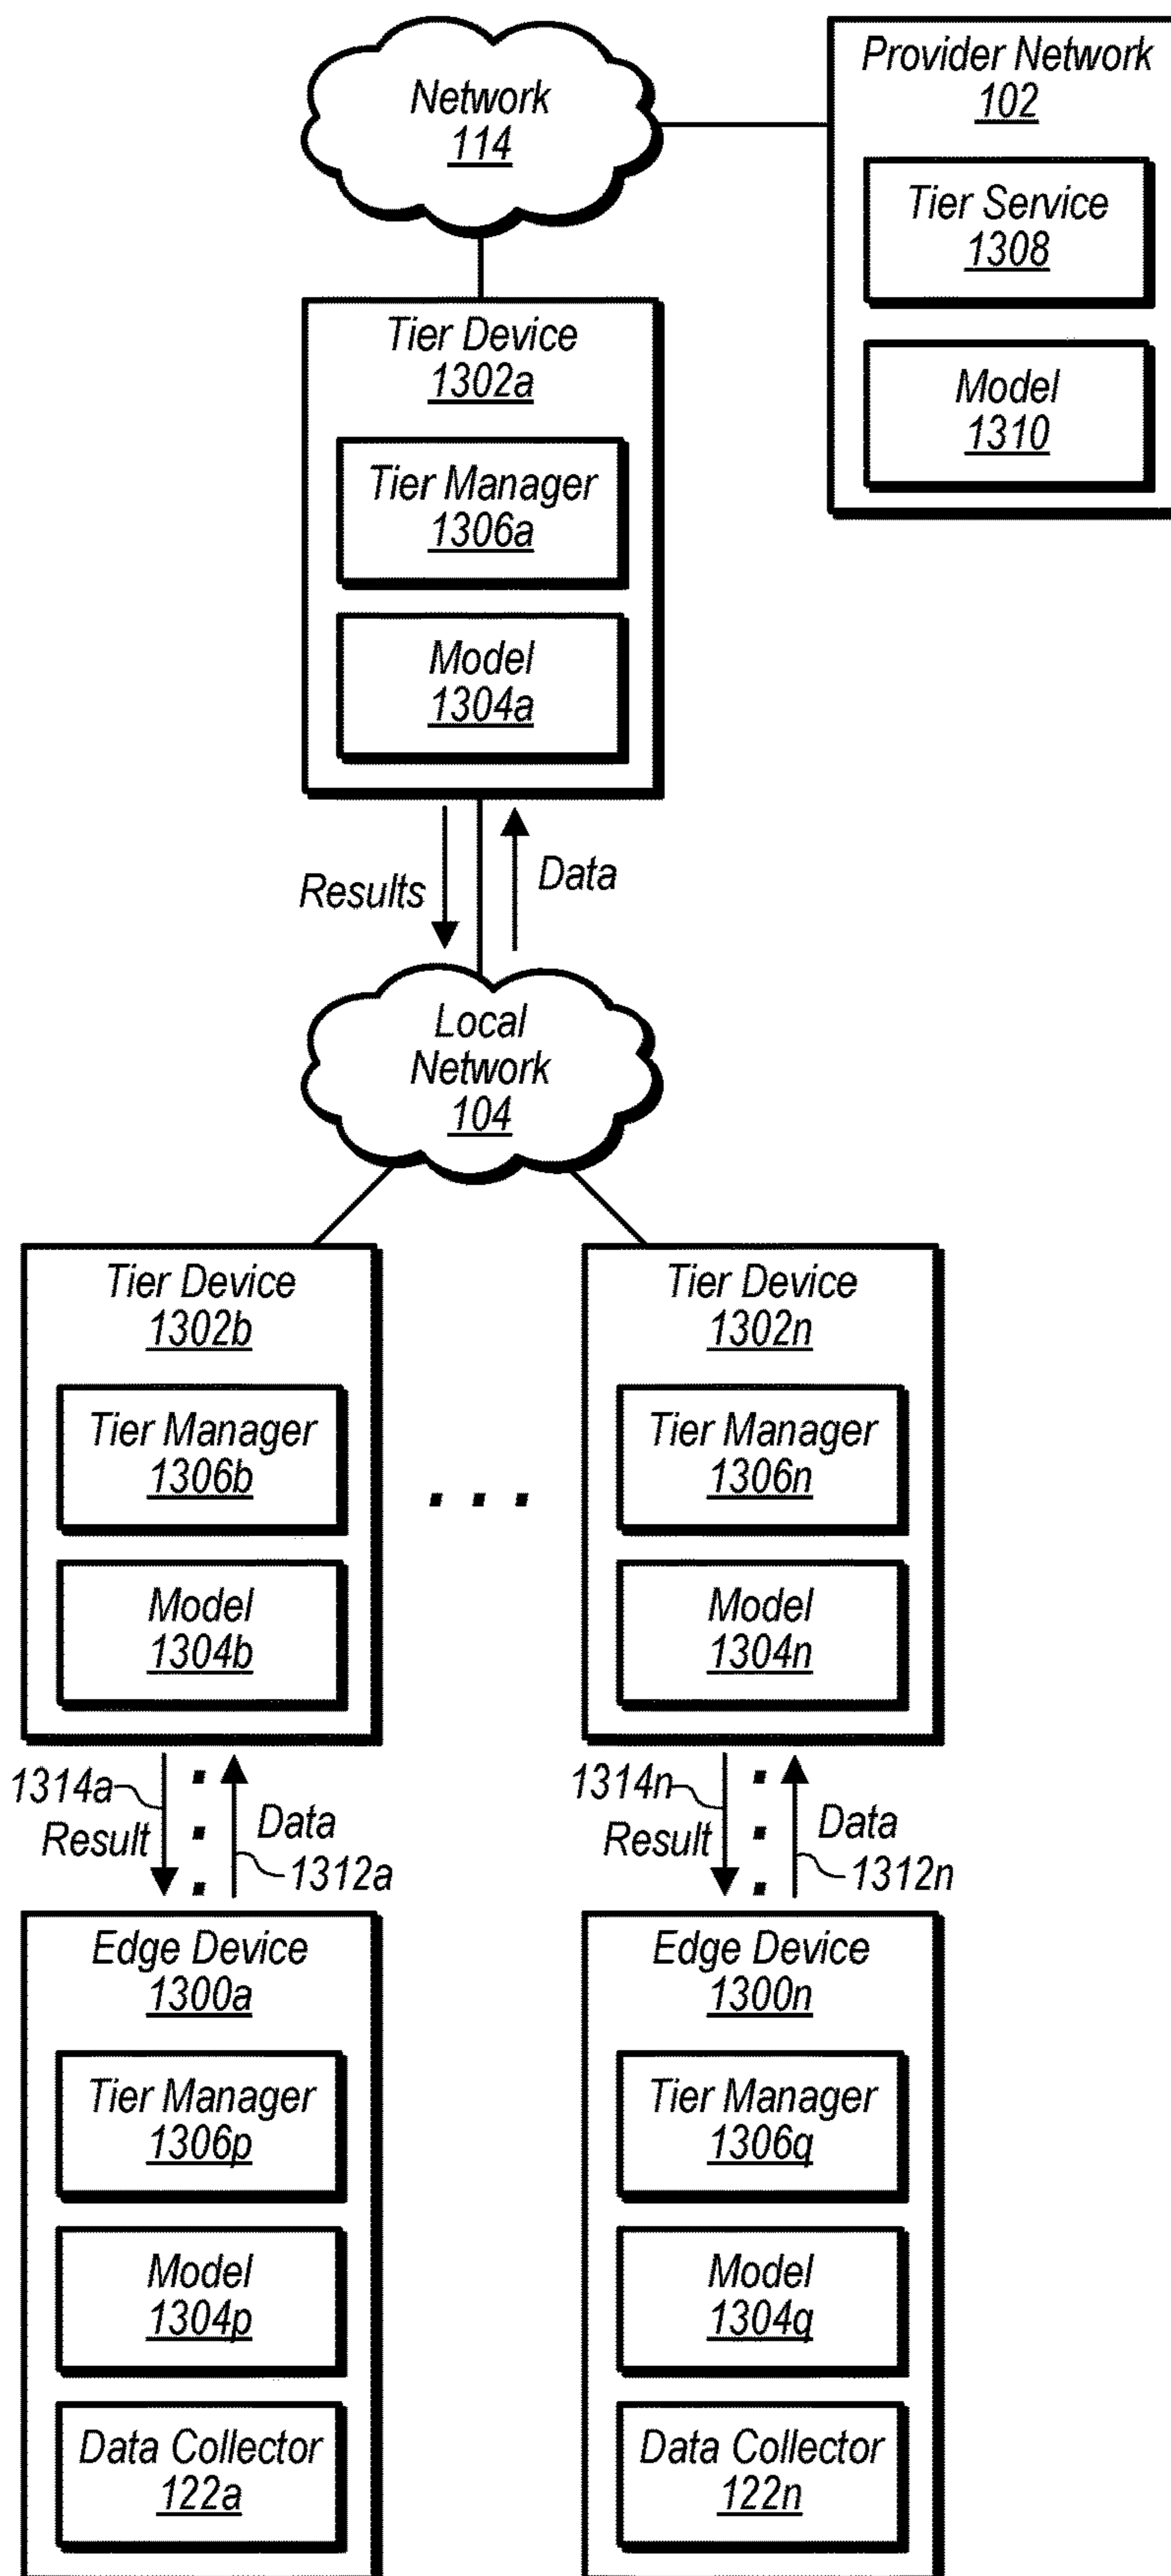 Network
114
Provider Network
102
Tier Service
1308
Model
1310
Tier Device
1302a
Tier Manager
1306a
Model
1304a
Results
Data
Local
Network
104
Tier Device
1302b
Tier Manager
1306b
Model
1304b
Tier Device
1302n
Tier Manager
1306n
Model
1304n
. . .
1314a
Result
Data
1312a
1314n
Result
Data
1312n
Edge Device
1300a
Tier Manager
1306p
Model
1304p
Data Collector
122a
Edge Device
1300n
Tier Manager
1306q
Model
1304q
Data Collector
122n